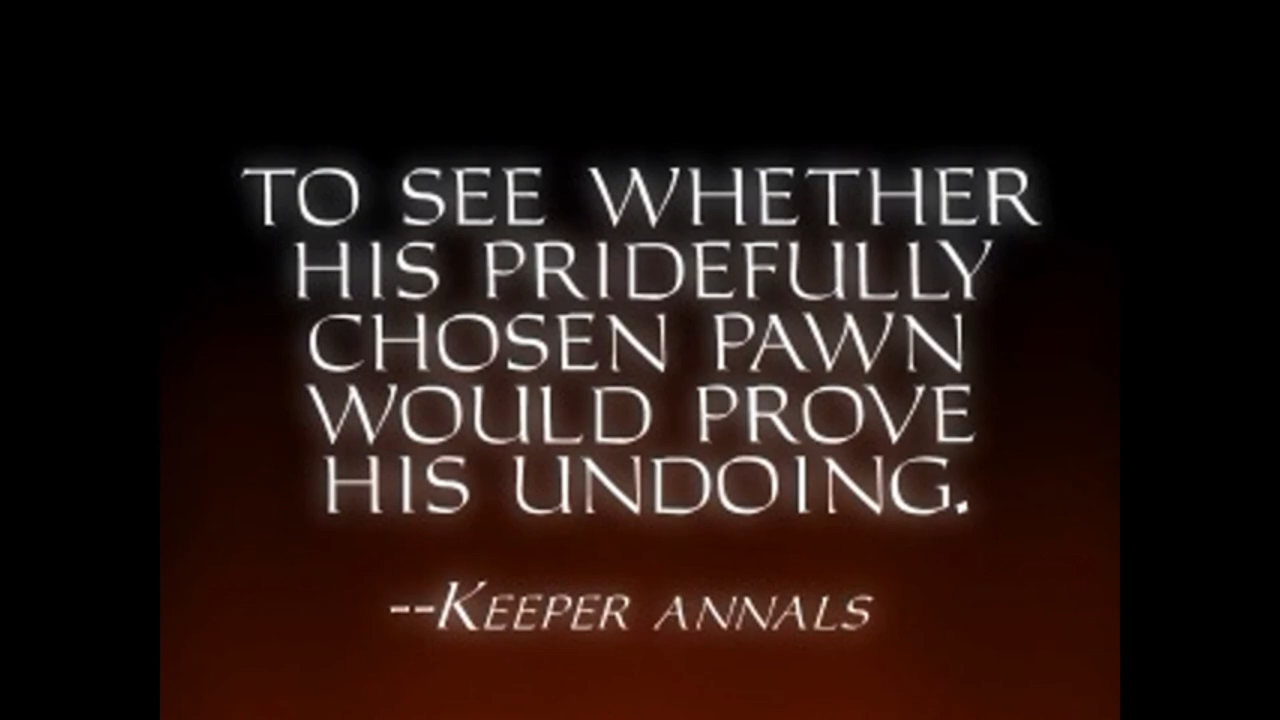 TO SEE WHETHER
HIS PRIDEFULLY
CHOSEN PAWN
WOULD PROVE
HIS UNDOING.
--KEEPER ANNALS